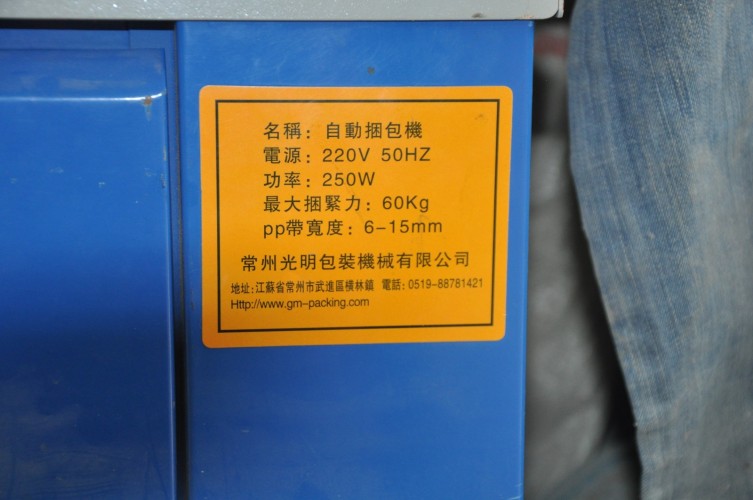 名稱：自動捆包機
電源：220V 50HZ
功率：250W
最大捆緊力：60Kg
pp帶寬度：6-15mm
常州光明包裝機械有限公司
地址:江蘇省常州市武進區橫林鎮 電話:0519-88781421
Http://www.gm-packing.com